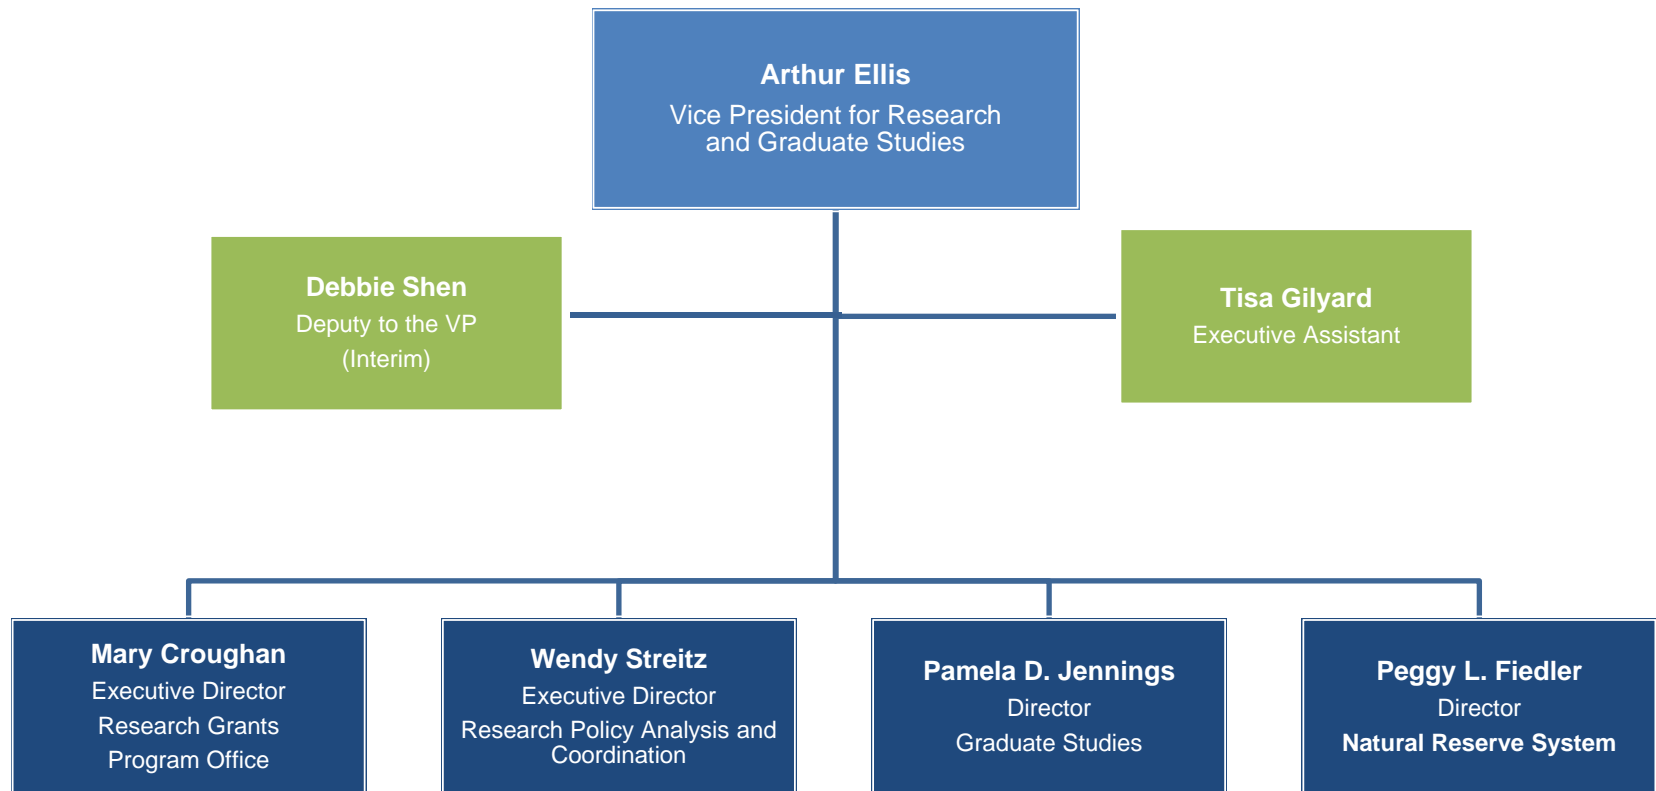 Arthur Ellis
Vice President for Research
and Graduate Studies
Debbie Shen
Deputy to the VP
(Interim)
Tisa Gilyard
Executive Assistant
Mary Croughan
Executive Director
Research Grants
Program Office
Wendy Streitz
Executive Director
Research Policy Analysis and
Coordination
Pamela D. Jennings
Director
Graduate Studies
Peggy L. Fiedler
Director
Natural Reserve System